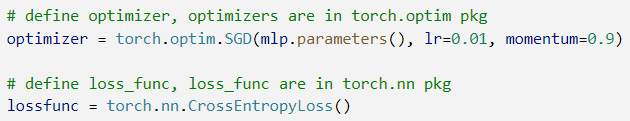 # define optimizer, optimizers are in torch.optim pkg
optimizer = torch.optim.SGD(mlp.parameters(), lr=0.01, momentum=0.9)
# define loss_func, loss_func are in torch.nn pkg
lossfunc = torch.nn.CrossEntropyLoss()